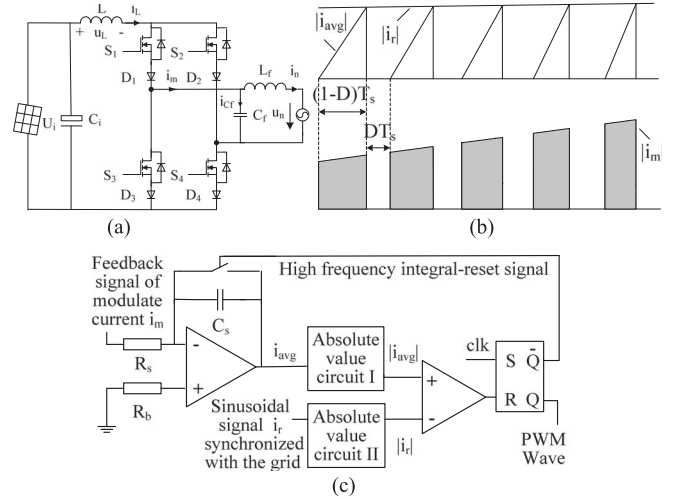 L
i_L
+ u_L -
S_1
S_2
D_1
D_2
i_m
L_f
i_n
i_Cf
C_f
u_n
U_i
C_i
S_3
S_4
D_3
D_4
(a)
|i_avg|
|i_r|
(1-D)T_s
DT_s
|i_m|
(b)
Feedback
signal of
modulate
current i_m
High frequency integral-reset signal
C_s
R_s
R_b
-
+
i_avg
Absolute
value
circuit I
|i_avg|
Sinusoidal
signal i_r
synchronized
with the grid
Absolute
value
circuit II
|i_r|
+
-
clk
S Q̄
R Q
PWM
Wave
(c)